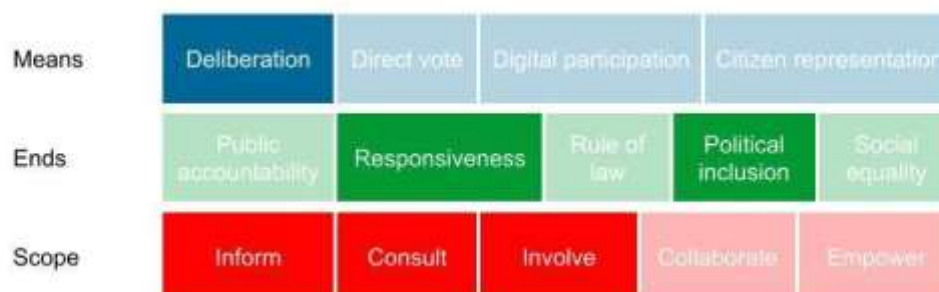 Means
Deliberation
Direct vote
Digital participation
Citizen representation
Ends
Public
accountability
Responsiveness
Rule of
law
Political
inclusion
Social
equality
Scope
Inform
Consult
Involve
Collaborate
Empower